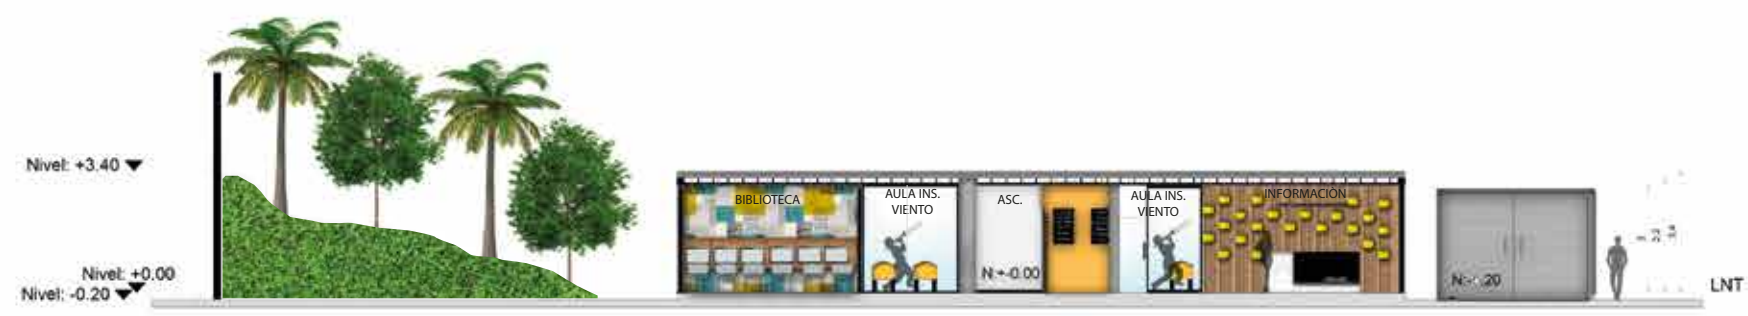 Nivel: +3.40
BIBLIOTECA
AULA INS.
VIENTO
ASC.
AULA INS.
VIENTO
INFORMACIÒN
Nivel: +0.00
N:+-0.00
Nivel: -0.20
LNT